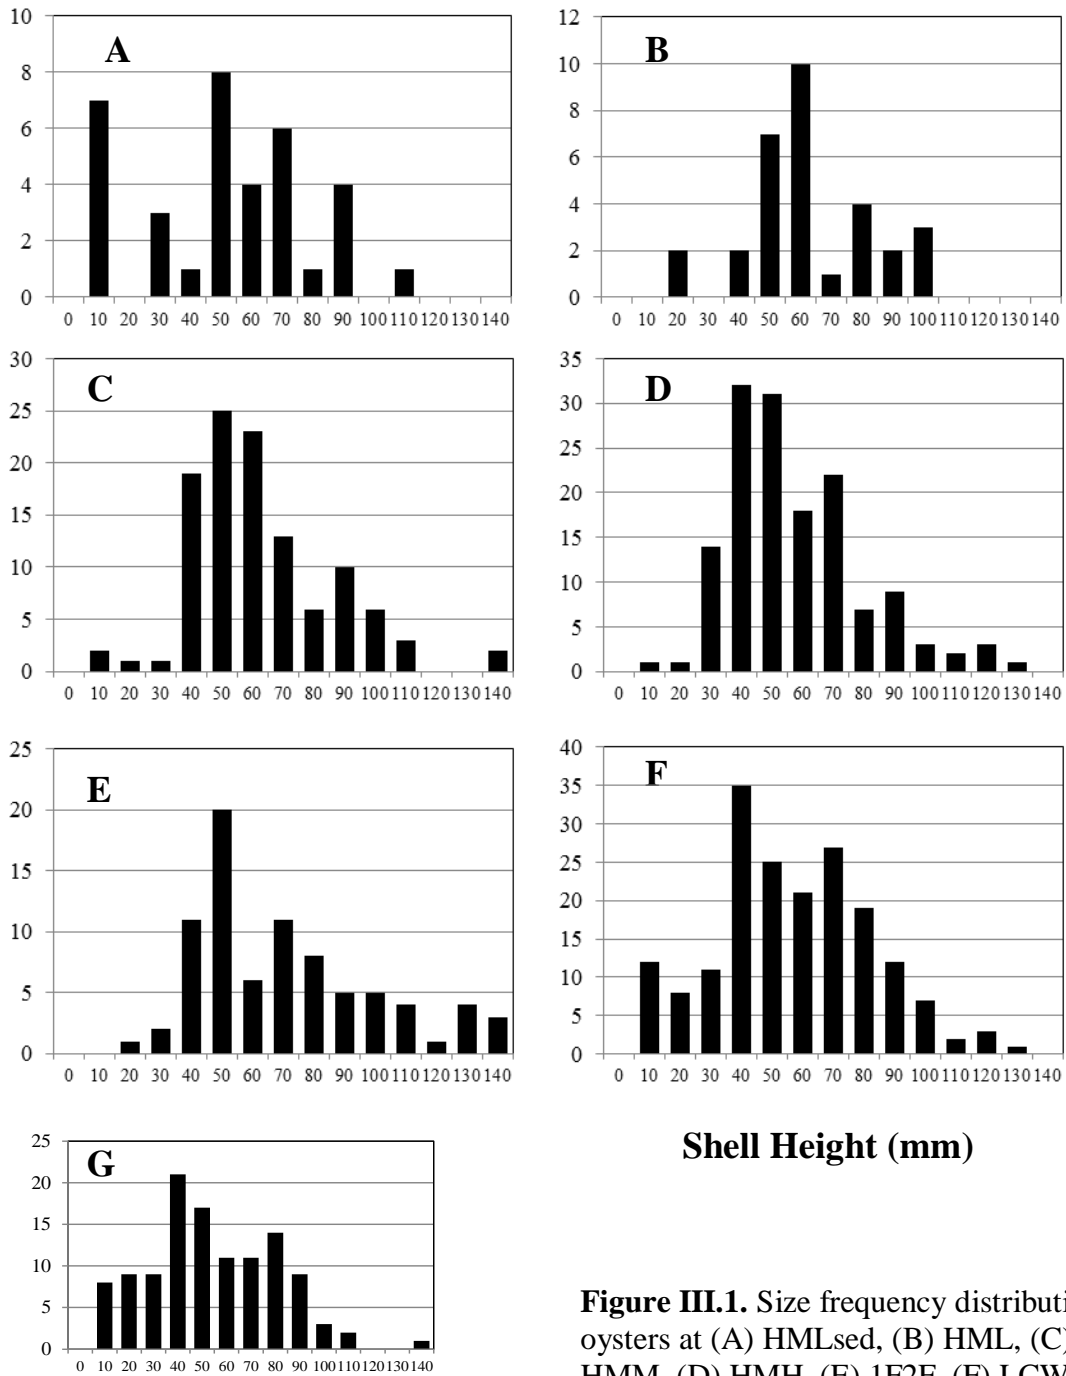 10
8
6
4
2
0
A
0 10 20 30 40 50 60 70 80 90 100 110 120 130 140
12
10
8
6
4
2
0
B
0 10 20 30 40 50 60 70 80 90 100 110 120 130 140
30
25
20
15
10
5
0
C
0 10 20 30 40 50 60 70 80 90 100 110 120 130 140
35
30
25
20
15
10
5
0
D
0 10 20 30 40 50 60 70 80 90 100 110 120 130 140
25
20
15
10
5
0
E
0 10 20 30 40 50 60 70 80 90 100 110 120 130 140
40
35
30
25
20
15
10
5
0
F
0 10 20 30 40 50 60 70 80 90 100 110 120 130 140
Shell Height (mm)
25
20
15
10
5
0
G
0 10 20 30 40 50 60 70 80 90 100 110 120 130 140
Figure III.1. Size frequency distributi
oysters at (A) HMLsed, (B) HML, (C)
HMM, (D) HMH, (E) 1F2F, (F) LCW